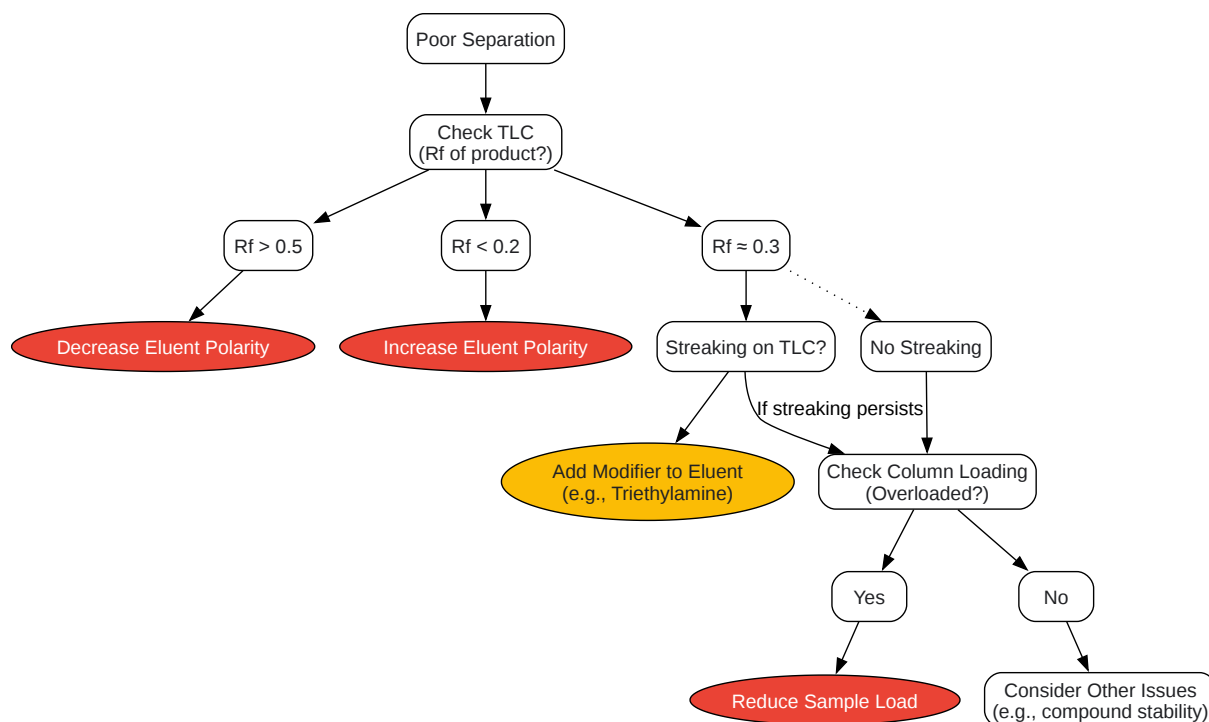 Poor Separation
Check TLC
(Rf of product?)
Rf > 0.5
Rf < 0.2
Rf ≈ 0.3
Decrease Eluent Polarity
Increase Eluent Polarity
Streaking on TLC?
No Streaking
If streaking persists
Add Modifier to Eluent
(e.g., Triethylamine)
Check Column Loading
(Overloaded?)
Yes
No
Reduce Sample Load
Consider Other Issues
(e.g., compound stability)